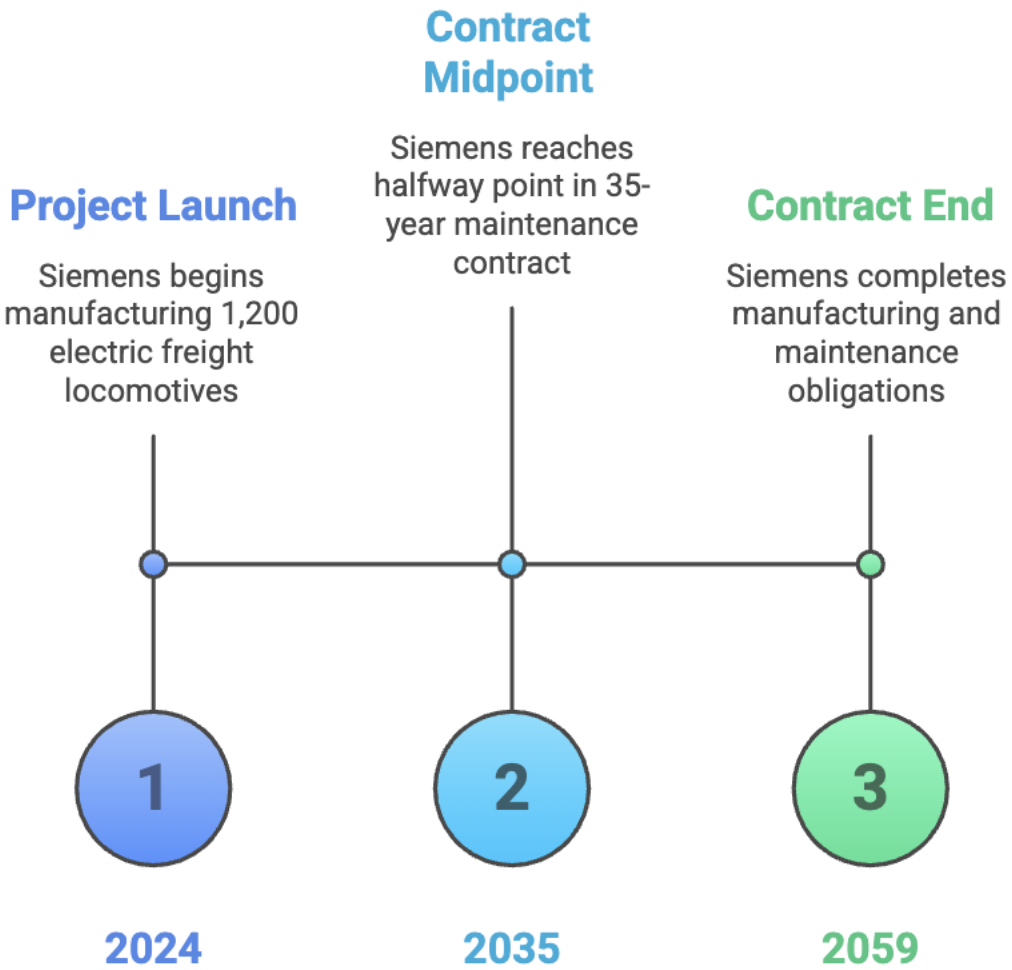 Project Launch
Siemens begins
manufacturing 1,200
electric freight
locomotives
Contract
Midpoint
Siemens reaches
halfway point in 35-
year maintenance
contract
Contract End
Siemens completes
manufacturing and
maintenance
obligations
1
2
3
2024
2035
2059